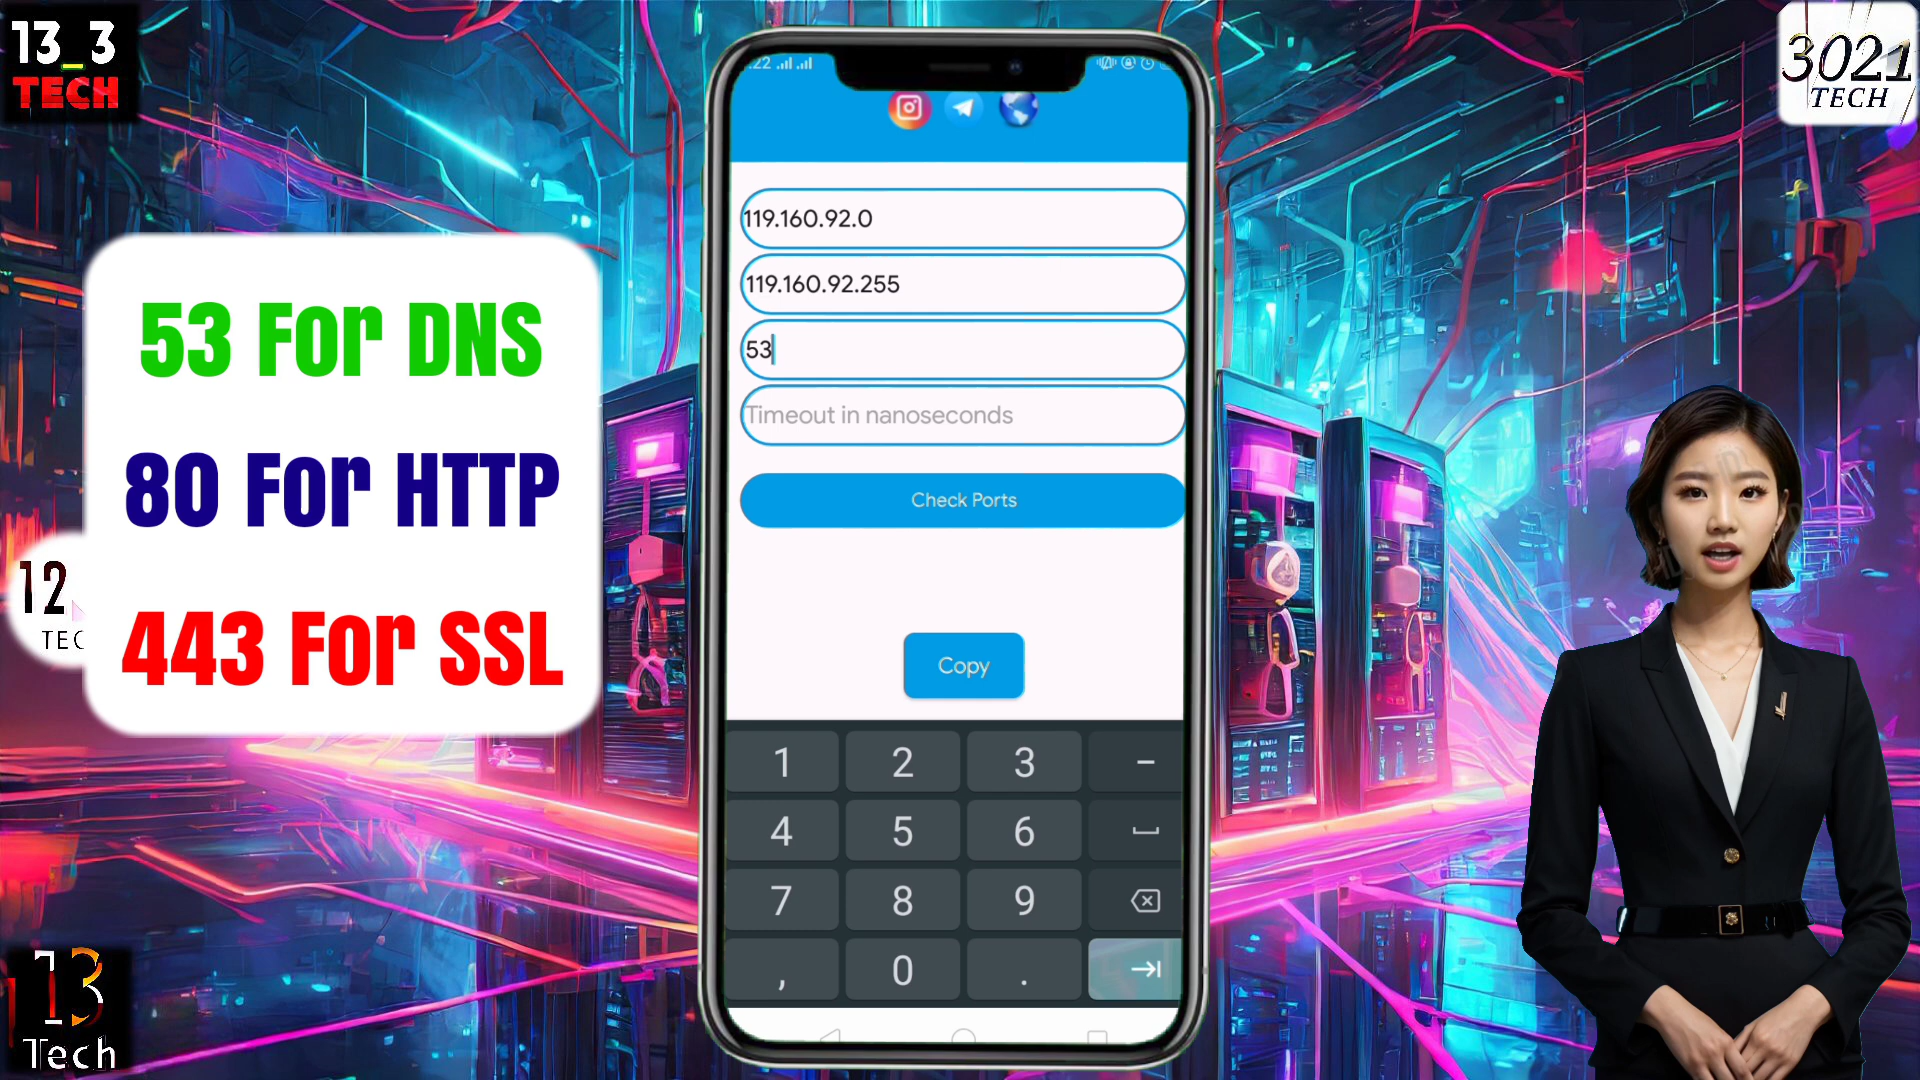 13_3
TECH
3021
TECH
53 For DNS
80 For HTTP
443 For SSL
12
TEC
13
Tech
:22
119.160.92.0
119.160.92.255
53
Timeout in nanoseconds
Check Ports
Copy
1 2 3 –
4 5 6
7 8 9
, 0 .